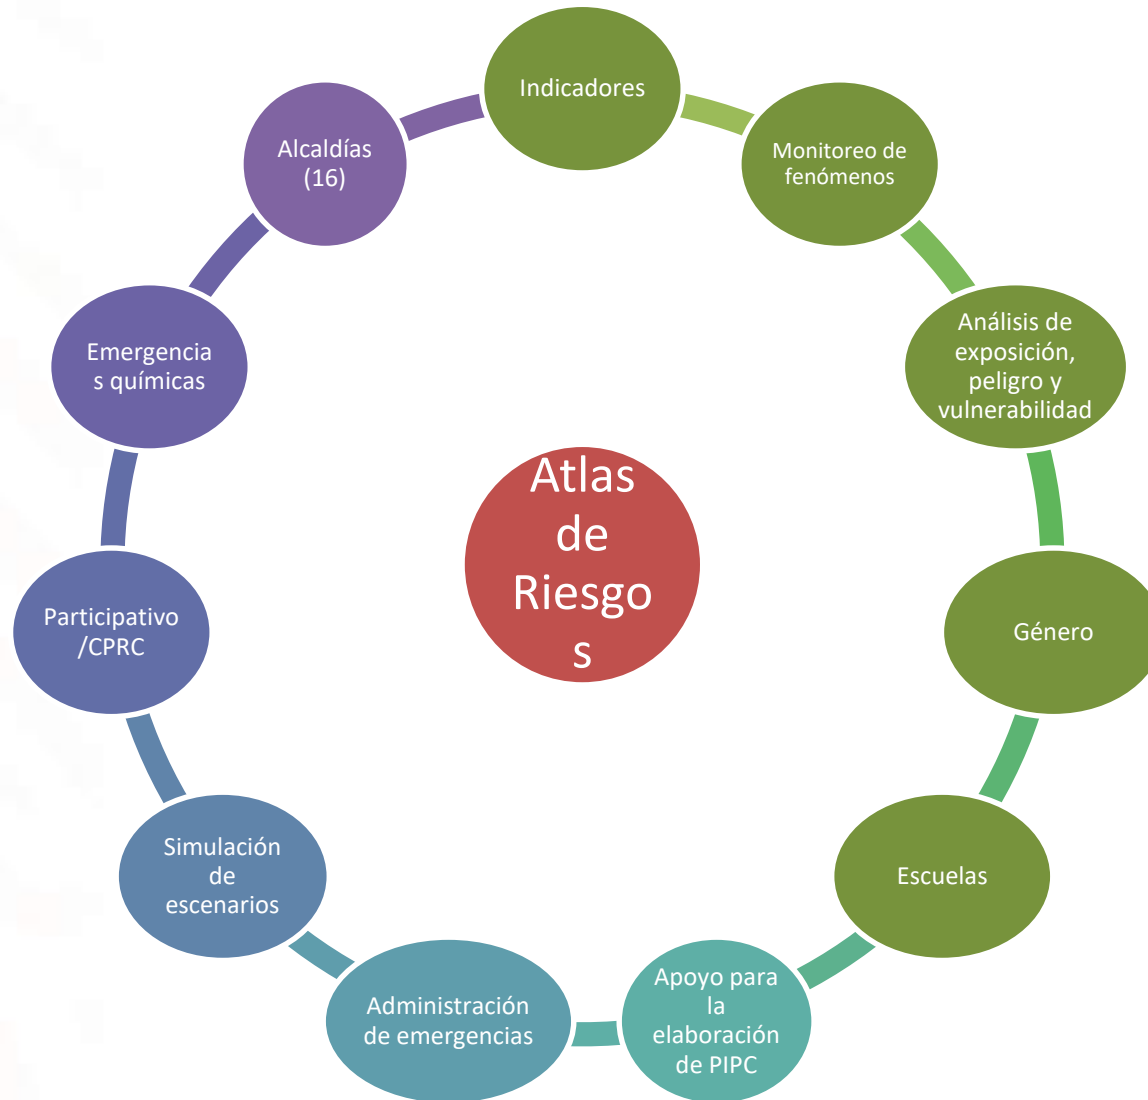 Indicadores
Monitoreo de
fenómenos
Análisis de
exposición,
peligro y
vulnerabilidad
Género
Escuelas
Apoyo para
la
elaboración
de PIPC
Administración
de emergencias
Simulación
de
escenarios
Participativo
/CPRC
Emergencia
s químicas
Alcaldías
(16)
Atlas
de
Riesgo
s